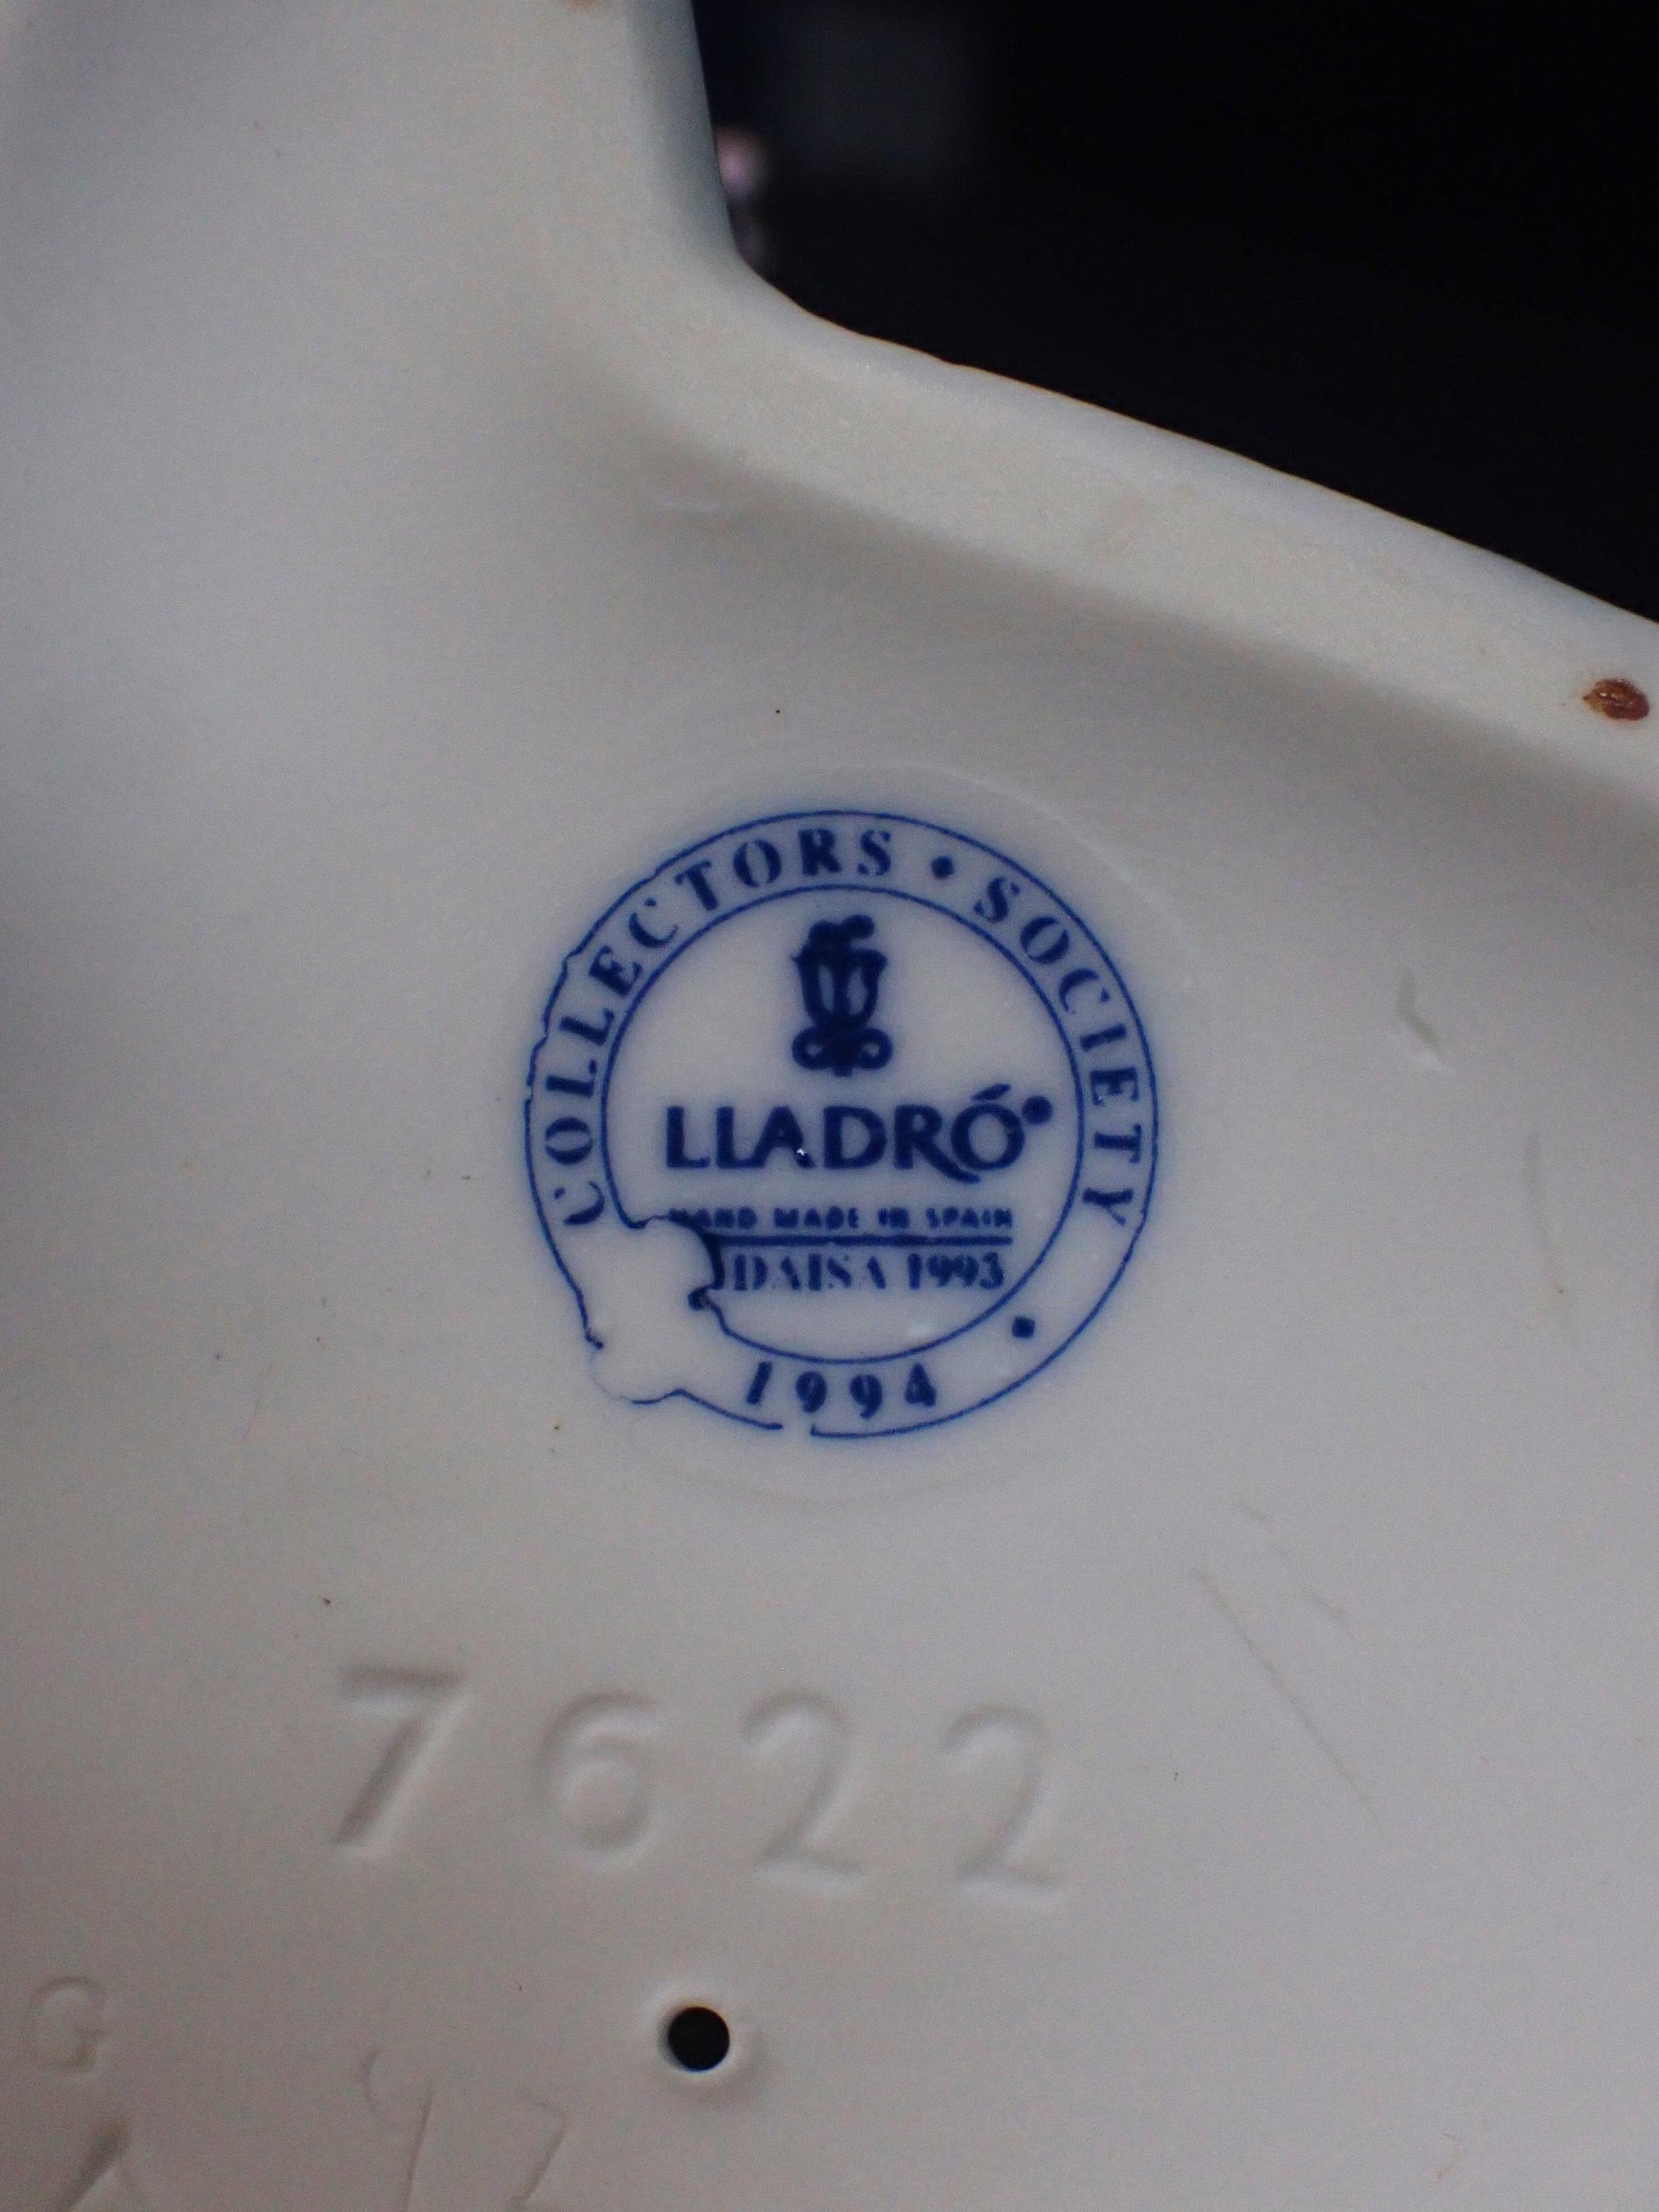 COLLECTORS • SOCIETY •
LLADRÓ
HAND MADE IN SPAIN
DAISA 1993
1994
7622
G